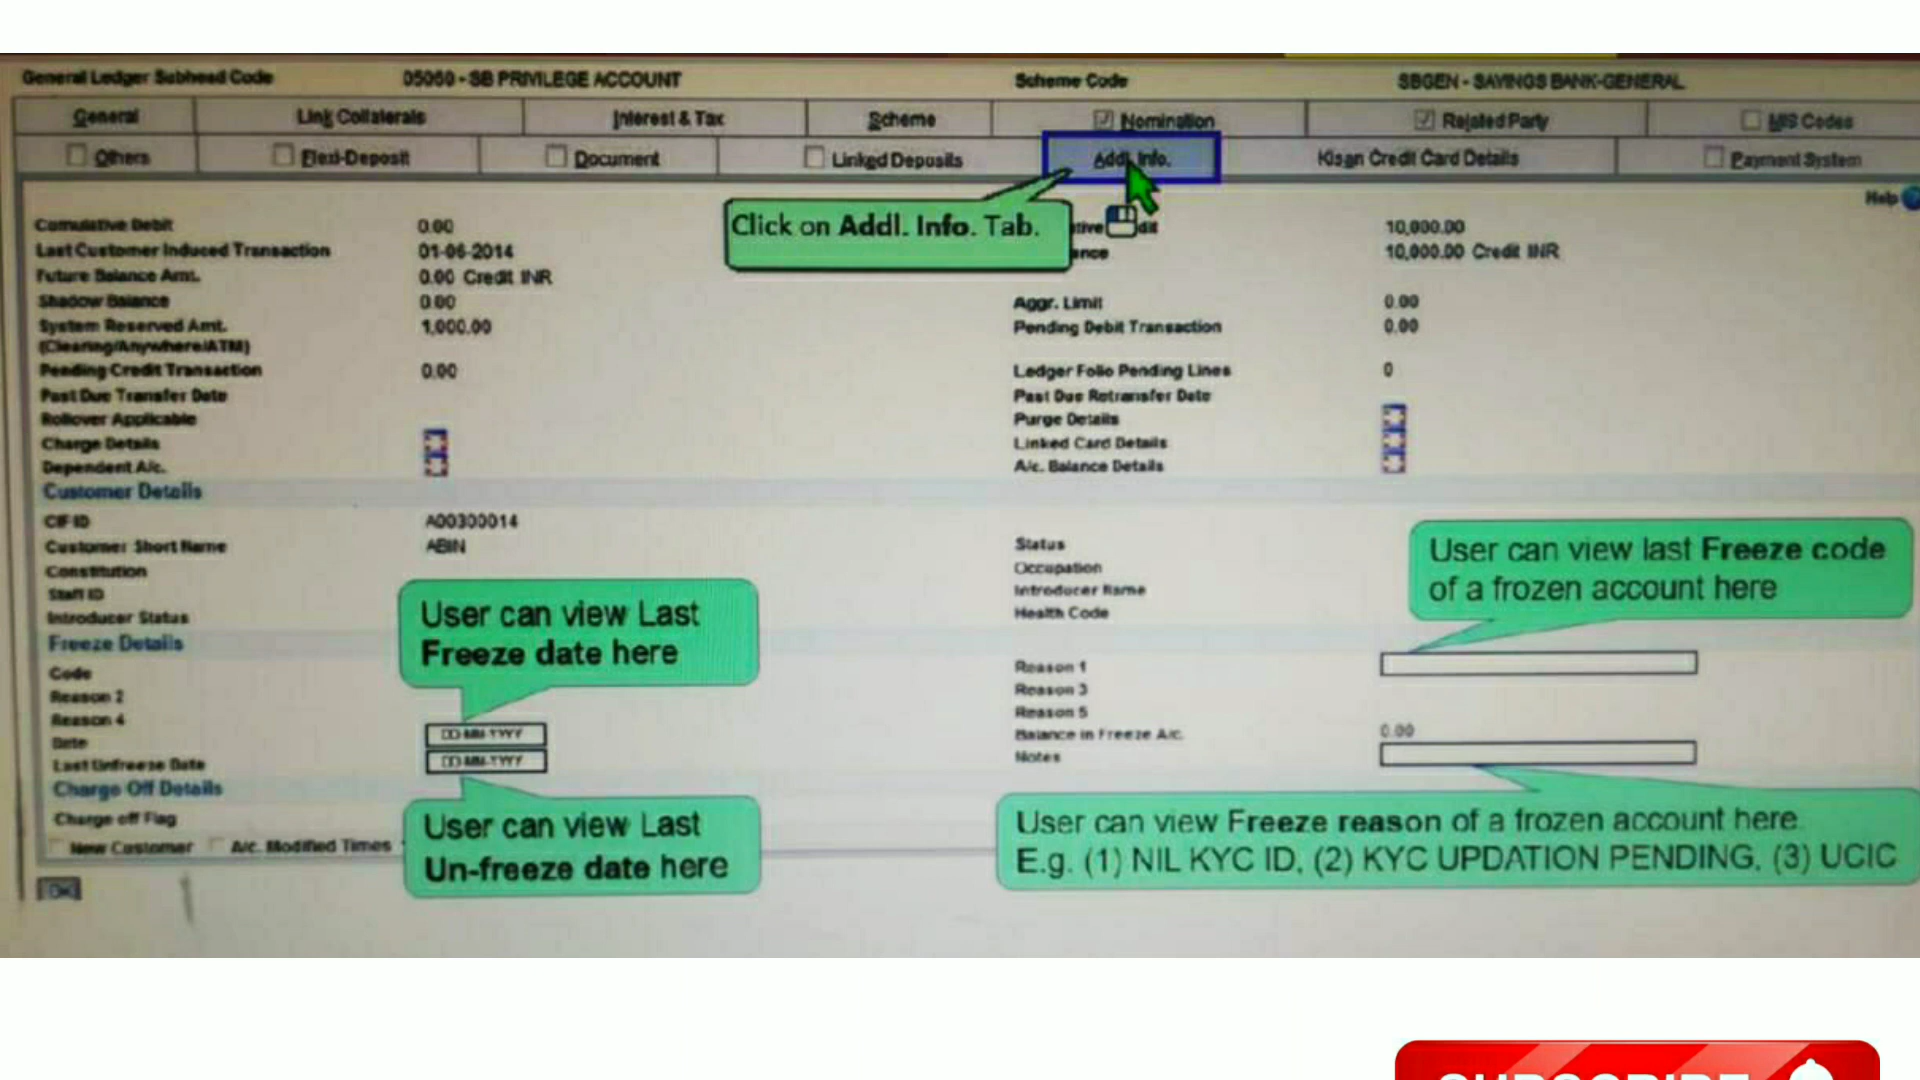 General Ledger Subhead Code 05060 - SB PRIVILEGE ACCOUNT Scheme Code SBGEN - SAVINGS BANK-GENERAL
General Link Collaterals Interest & Tax Scheme Nomination Related Party MIS Codes
Others Flexi-Deposit Document Linked Deposits Addl. Info. Kisan Credit Card Details Payment System
Help
Click on Addl. Info. Tab.
Cumulative Debit 0.00 10,000.00
Last Customer Induced Transaction 01-06-2014 10,000.00 Credit INR
Future Balance Amt. 0.00 Credit INR
Shadow Balance 0.00 Aggr. Limit 0.00
System Reserved Amt. 1,000.00 Pending Debit Transaction 0.00
(Clearing/Anywhere/ATM)
Pending Credit Transaction 0.00 Ledger Folio Pending Lines 0
Past Due Transfer Date Past Due Retransfer Date
Rollover Applicable Purge Details
Charge Details Linked Card Details
Dependent A/c. A/c. Balance Details
Customer Details
CIF ID A00300014
Customer Short Name ABIN Status
Constitution Occupation
Staff ID Introducer Name
Introducer Status Health Code
User can view last Freeze code
of a frozen account here
User can view Last
Freeze date here
Freeze Details
Code Reason 1
Reason 2 Reason 3
Reason 4 Reason 5
Date DD-MM-YYYY Balance in Freeze A/c. 0.00
Last Unfreeze Date DD-MM-YYYY Notes
Charge Off Details
Charge off Flag
New Customer A/c. Modified Times
User can view Last
Un-freeze date here
User can view Freeze reason of a frozen account here
E.g. (1) NIL KYC ID, (2) KYC UPDATION PENDING, (3) UCIC
SUBSCRIBE